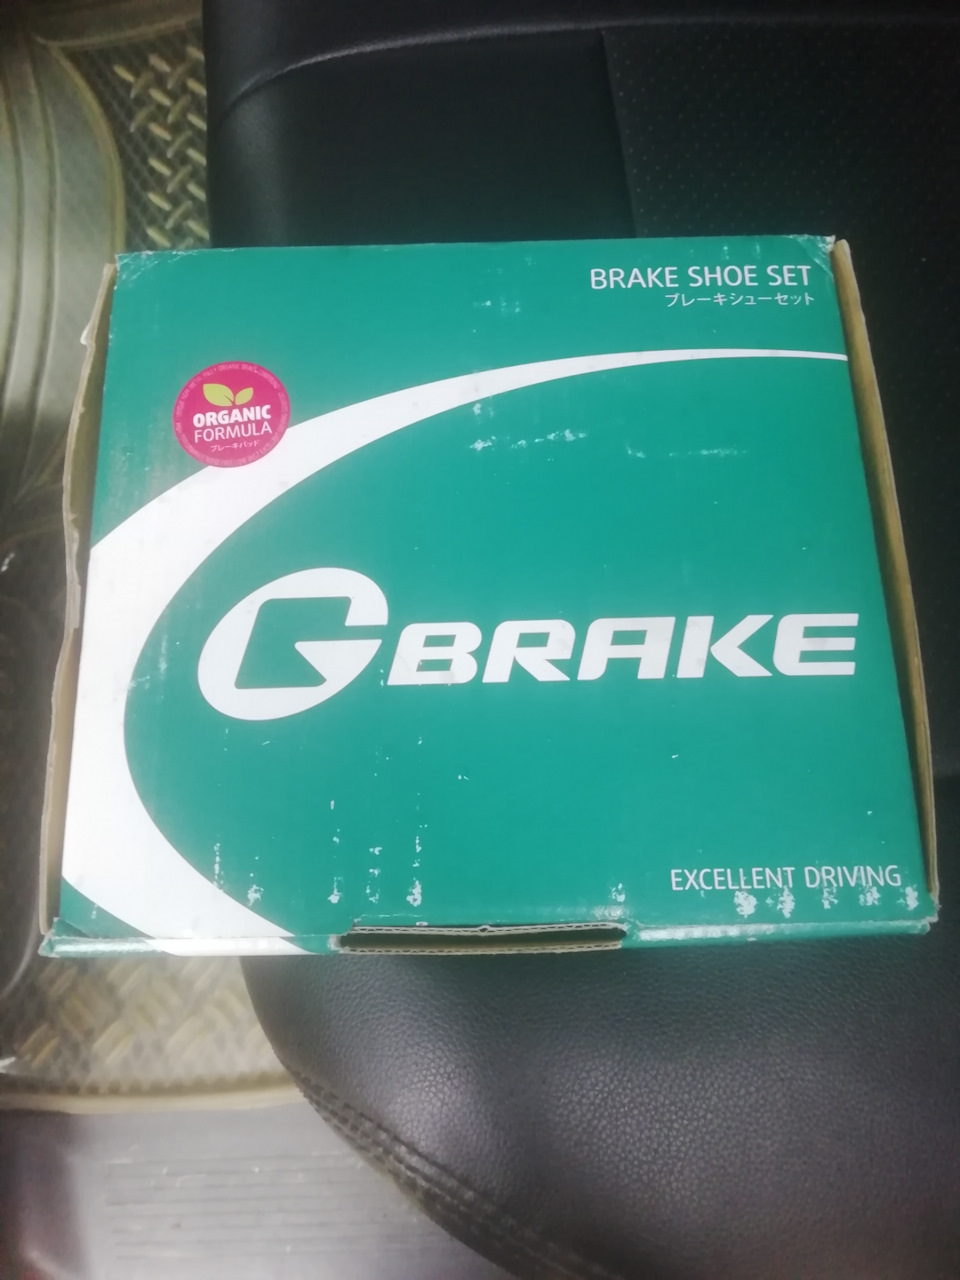 BRAKE SHOE SET
ブレーキシューセット
ORGANIC
FORMULA
ブレーキパッド
GBRAKE
EXCELLENT DRIVING